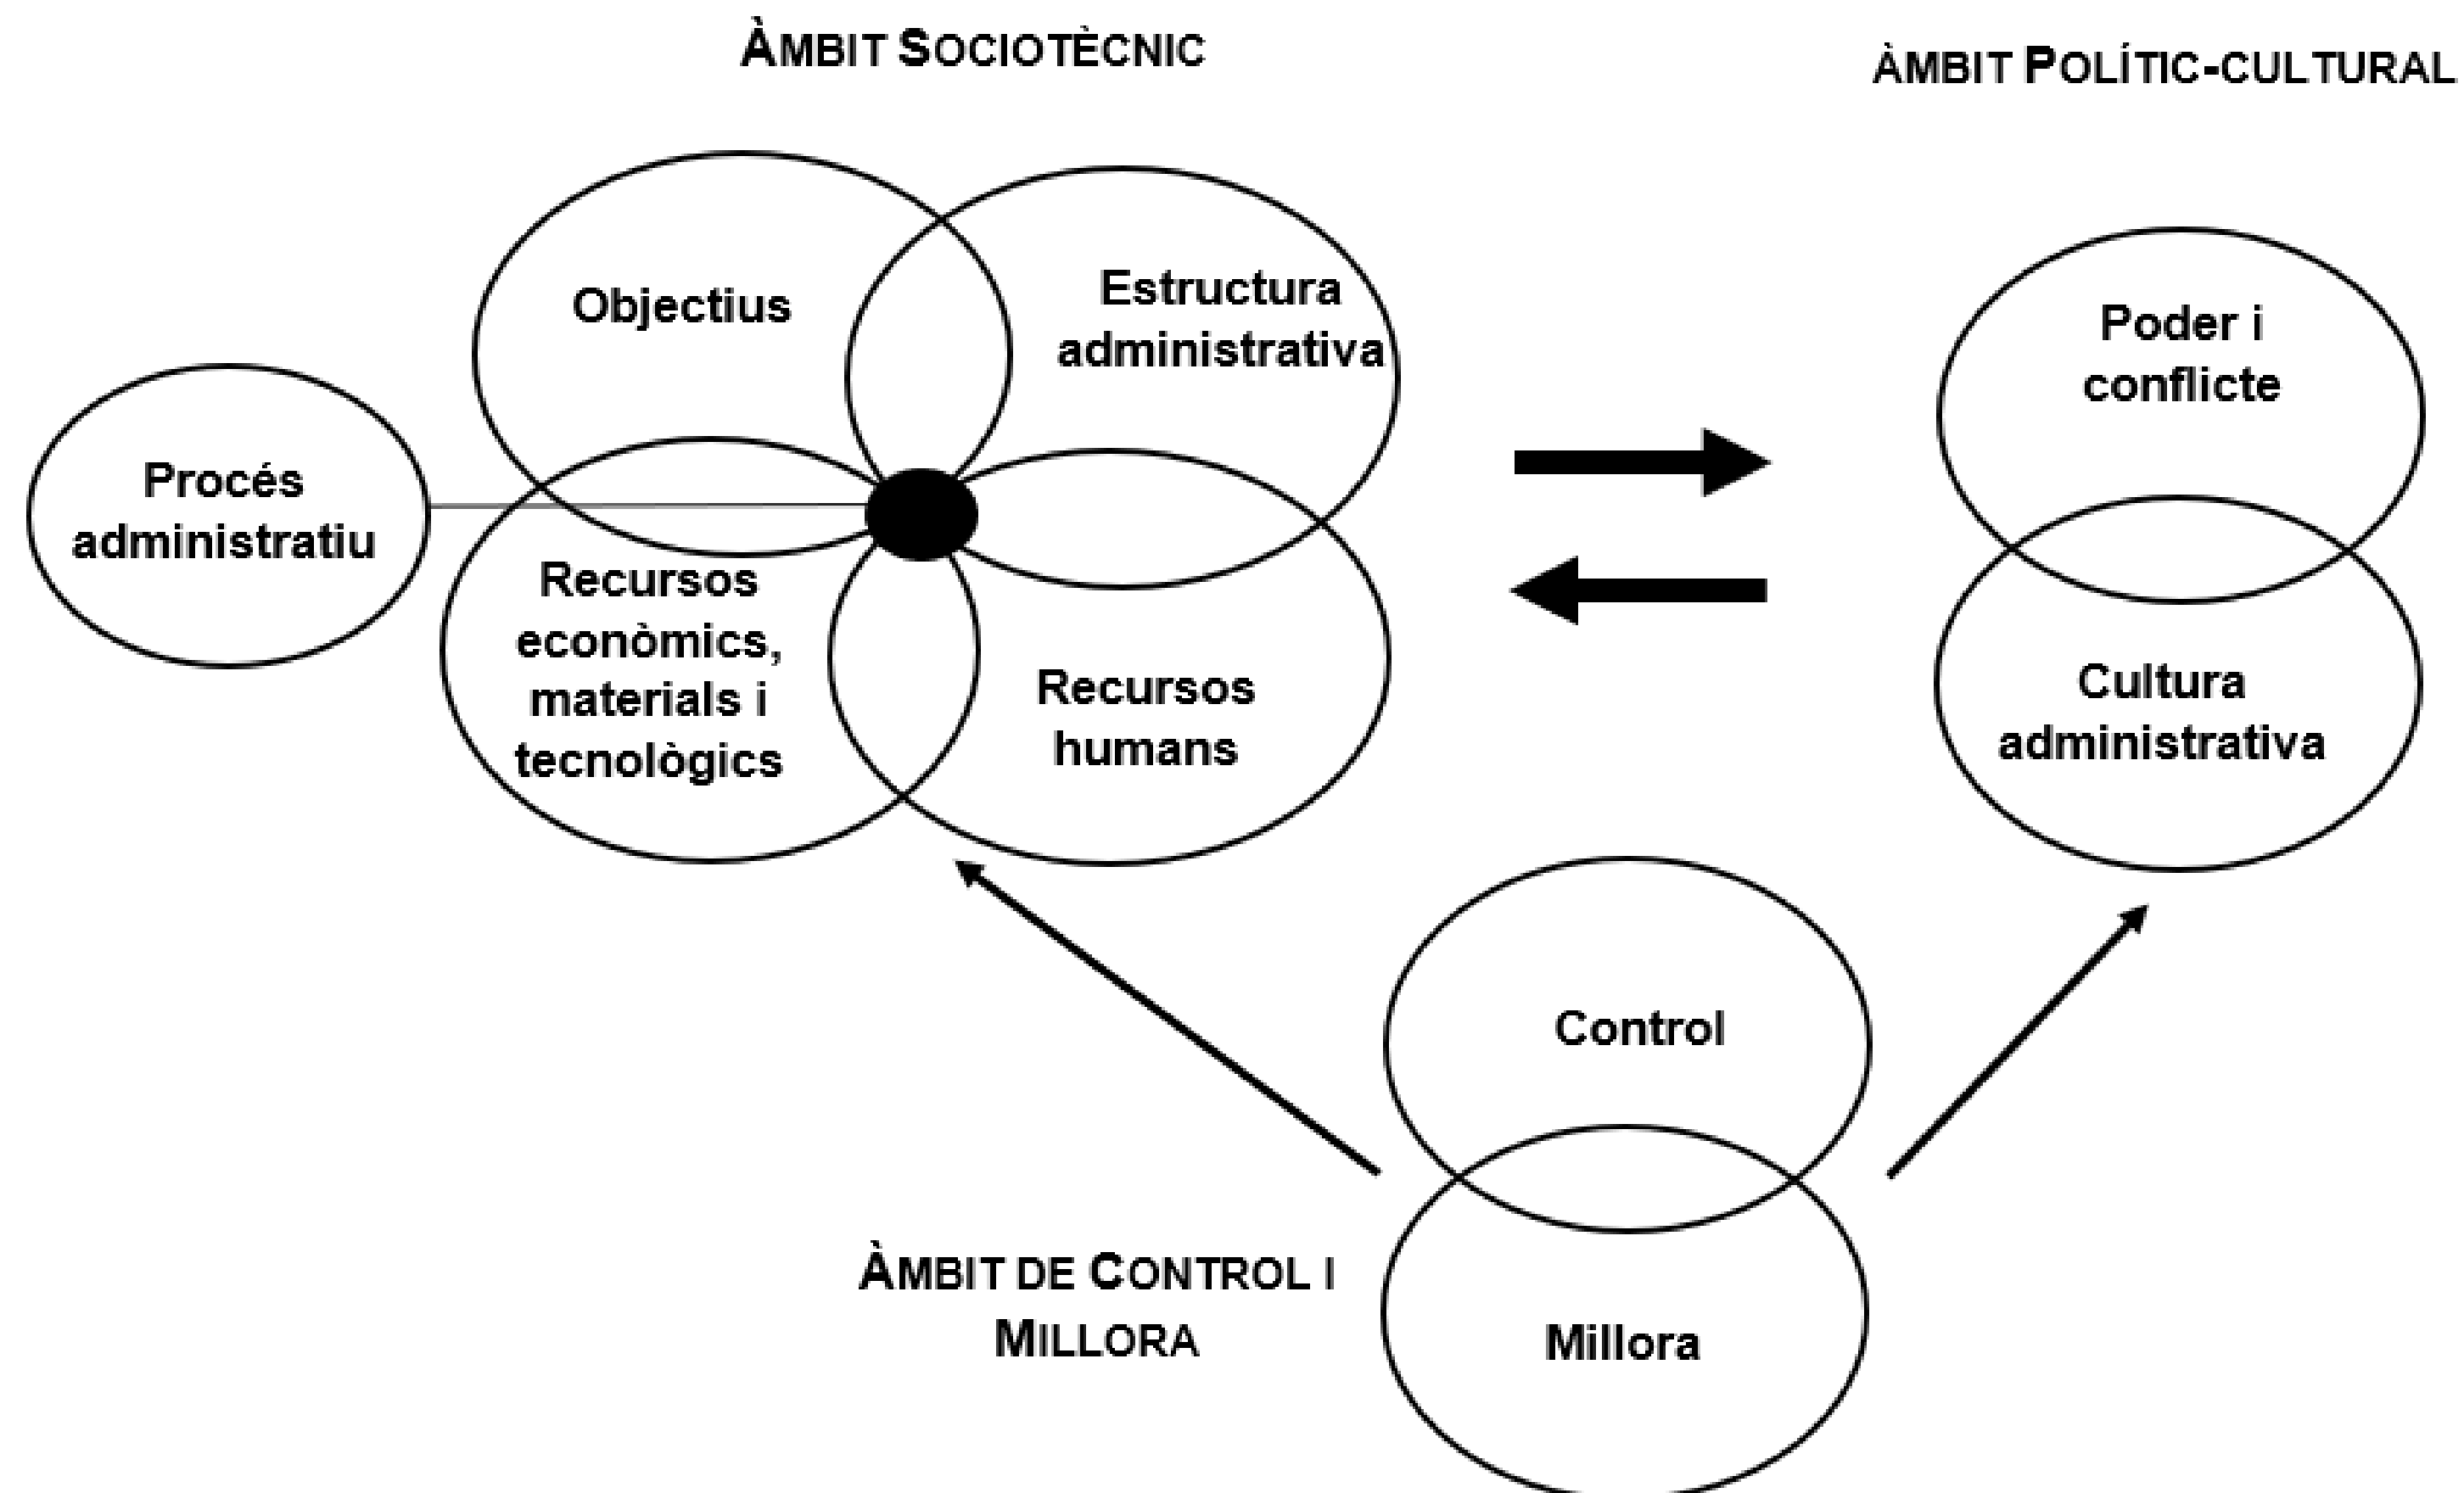 ÀMBIT SOCIOTÈCNIC
ÀMBIT POLÍTIC-CULTURAL
Objectius
Estructura
administrativa
Procés
administratiu
Recursos
econòmics,
materials i
tecnològics
Recursos
humans
Poder i
conflicte
Cultura
administrativa
Control
Millora
ÀMBIT DE CONTROL I
MILLORA